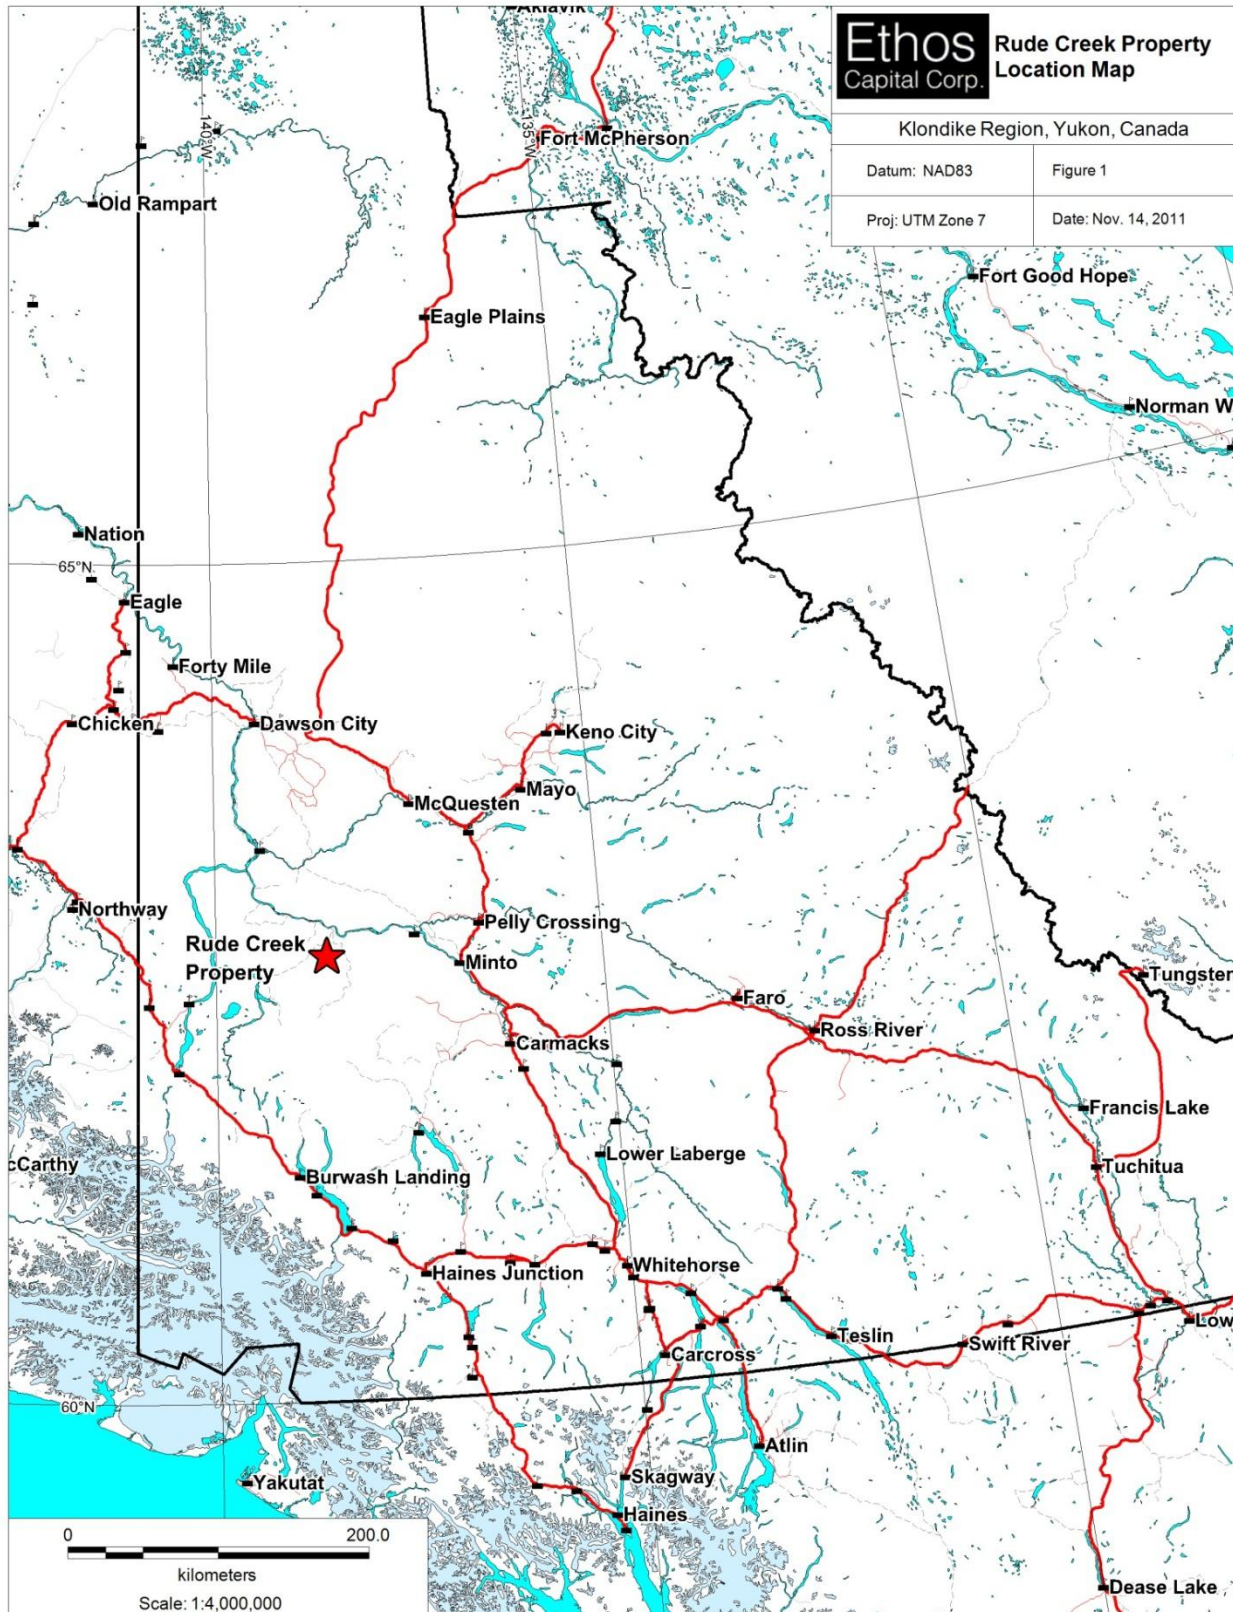 Aklavik
Ethos
Capital Corp.
Rude Creek Property
Location Map
Klondike Region, Yukon, Canada
Datum: NAD83
Figure 1
Proj: UTM Zone 7
Date: Nov. 14, 2011
140°W
135°W
Fort McPherson
Old Rampart
Fort Good Hope
Eagle Plains
Norman W
Nation
65°N
Eagle
Forty Mile
Chicken
Dawson City
Keno City
Mayo
McQuesten
Northway
Pelly Crossing
Rude Creek
Property
Minto
Tungsten
Faro
Ross River
Carmacks
Francis Lake
Lower Laberge
cCarthy
Tuchitua
Burwash Landing
Whitehorse
Haines Junction
Low
Teslin
Swift River
Carcross
60°N
Atlin
Skagway
Yakutat
Haines
0 200.0
kilometers
Scale: 1:4,000,000
Dease Lake